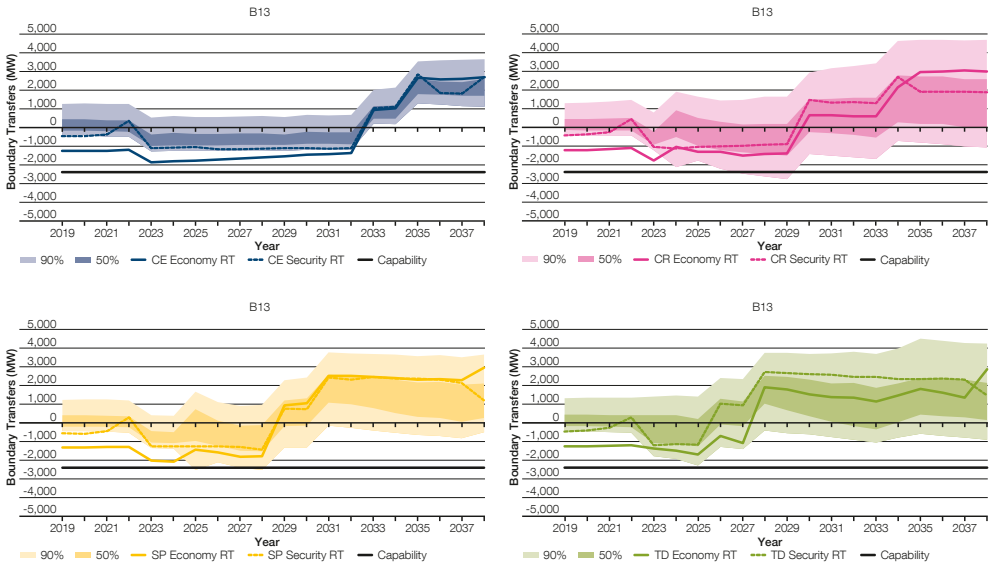 B13
Boundary Transfers (MW)
5,000
4,000
3,000
2,000
1,000
0
-1,000
-2,000
-3,000
-4,000
-5,000
2019 2021 2023 2025 2027 2029 2031 2033 2035 2037
Year
90% 50% CE Economy RT CE Security RT Capability
B13
Boundary Transfers (MW)
5,000
4,000
3,000
2,000
1,000
0
-1,000
-2,000
-3,000
-4,000
-5,000
2019 2021 2023 2025 2027 2029 2031 2033 2035 2037
Year
90% 50% CR Economy RT CR Security RT Capability
B13
Boundary Transfers (MW)
5,000
4,000
3,000
2,000
1,000
0
-1,000
-2,000
-3,000
-4,000
-5,000
2019 2021 2023 2025 2027 2029 2031 2033 2035 2037
Year
90% 50% SP Economy RT SP Security RT Capability
B13
Boundary Transfers (MW)
5,000
4,000
3,000
2,000
1,000
0
-1,000
-2,000
-3,000
-4,000
-5,000
2019 2021 2023 2025 2027 2029 2031 2033 2035 2037
Year
90% 50% TD Economy RT TD Security RT Capability